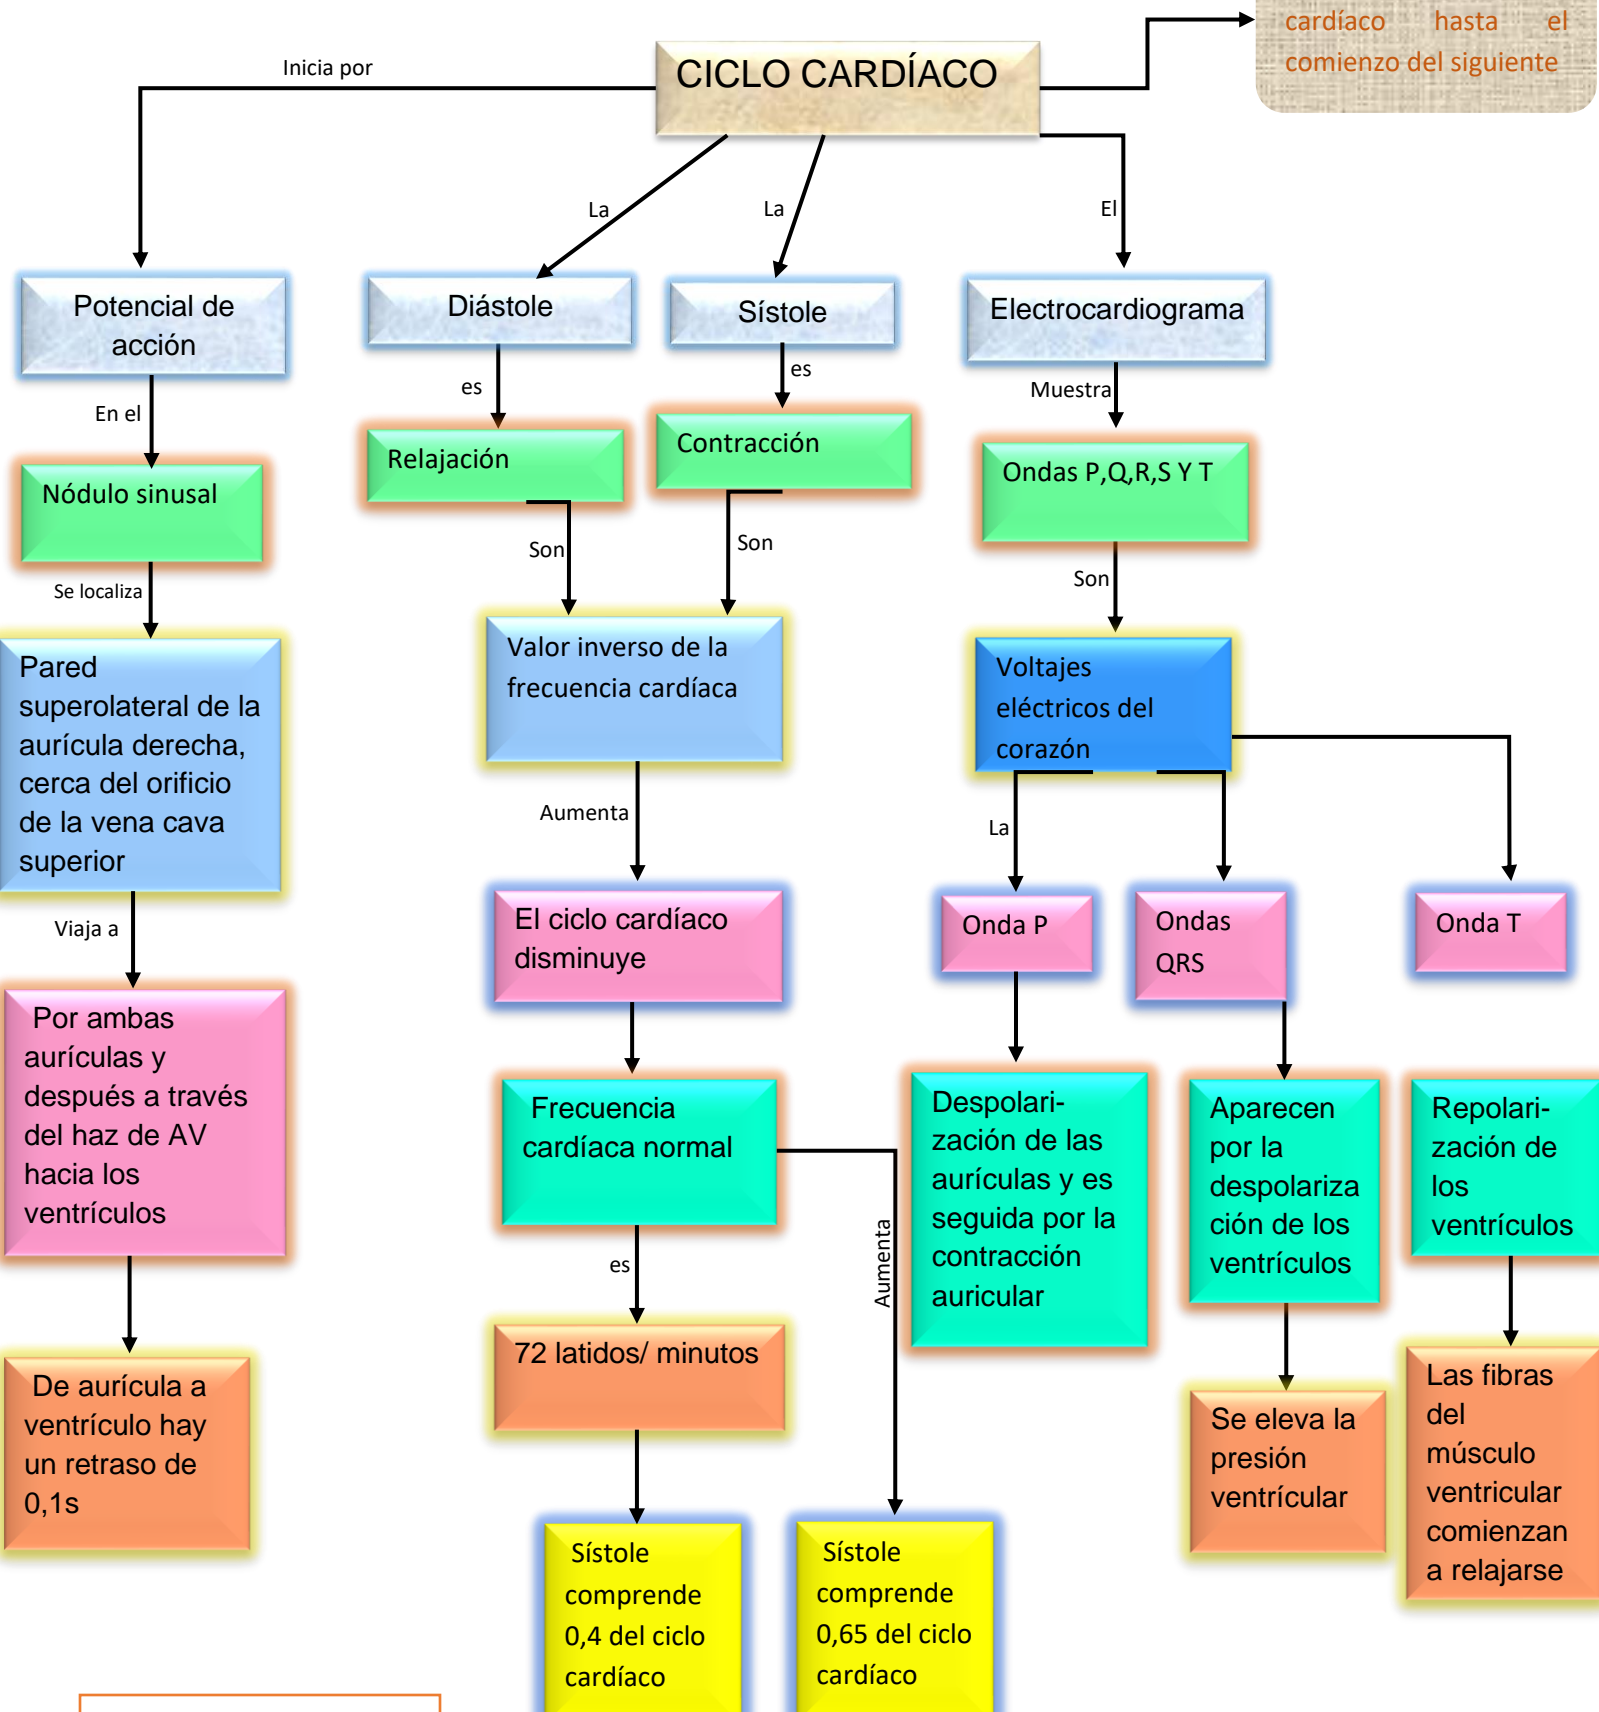 cardíaco hasta el
comienzo del siguiente
CICLO CARDÍACO
Inicia por
La
La
El
Potencial de
acción
Diástole
Sístole
Electrocardiograma
En el
es
es
Muestra
Nódulo sinusal
Relajación
Contracción
Ondas P,Q,R,S Y T
Se localiza
Son
Son
Son
Pared
superolateral de la
aurícula derecha,
cerca del orificio
de la vena cava
superior
Valor inverso de la
frecuencia cardíaca
Voltajes
eléctricos del
corazón
Viaja a
Aumenta
La
Por ambas
aurículas y
después a través
del haz de AV
hacia los
ventrículos
El ciclo cardíaco
disminuye
Onda P
Ondas
QRS
Onda T
Frecuencia
cardíaca normal
Despolari-
zación de las
aurículas y es
seguida por la
contracción
auricular
Aparecen
por la
despolariza
ción de los
ventrículos
Repolari-
zación de
los
ventrículos
es
Aumenta
De aurícula a
ventrículo hay
un retraso de
0,1s
72 latidos/ minutos
Se eleva la
presión
ventrícular
Las fibras
del
músculo
ventricular
comienzan
a relajarse
Sístole
comprende
0,4 del ciclo
cardíaco
Sístole
comprende
0,65 del ciclo
cardíaco